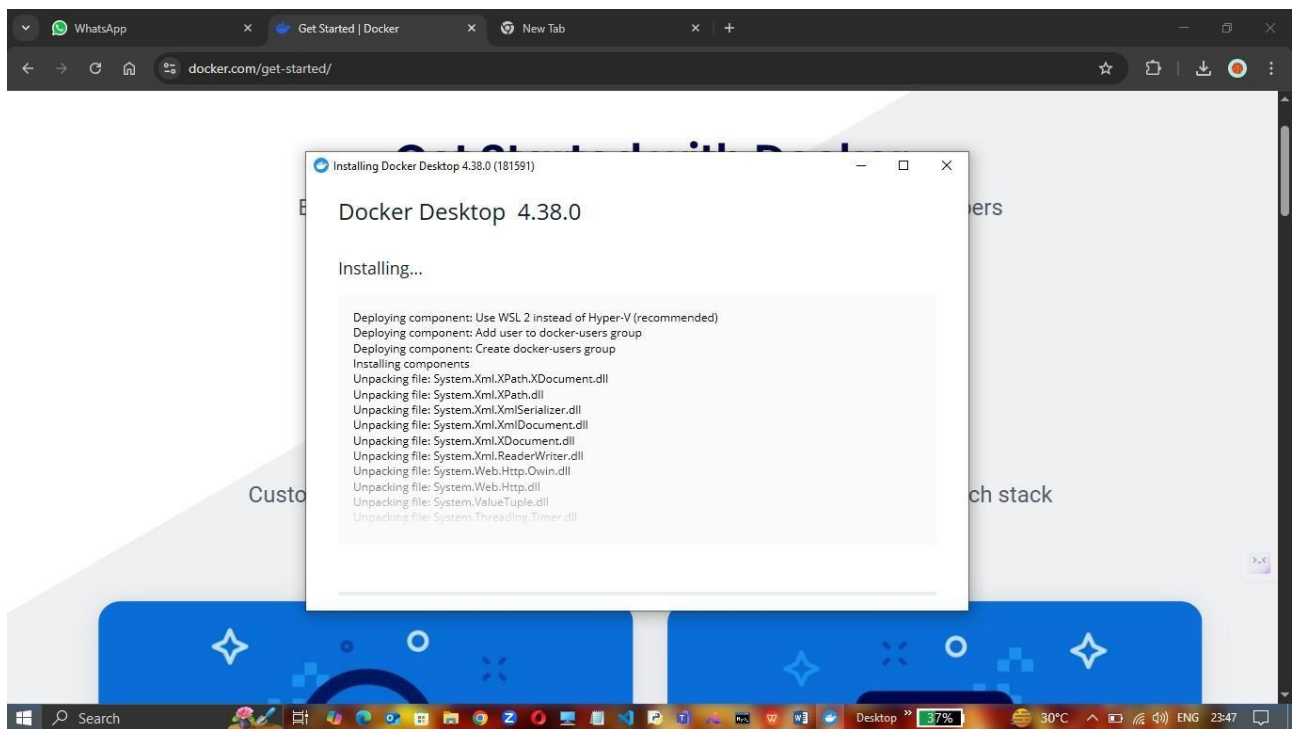 WhatsApp
Get Started | Docker
New Tab
docker.com/get-started/
Installing Docker Desktop 4.38.0 (181591)
Docker Desktop 4.38.0
ers
Installing...
Deploying component: Use WSL 2 instead of Hyper-V (recommended)
Deploying component: Add user to docker-users group
Deploying component: Create docker-users group
Installing components
Unpacking file: System.Xml.XPath.XDocument.dll
Unpacking file: System.Xml.XPath.dll
Unpacking file: System.Xml.XmlSerializer.dll
Unpacking file: System.Xml.XmlDocument.dll
Unpacking file: System.Xml.XDocument.dll
Unpacking file: System.Xml.ReaderWriter.dll
Unpacking file: System.Web.Http.Owin.dll
Unpacking file: System.Web.Http.dll
Unpacking file: System.ValueTuple.dll
Unpacking file: System.Threading.Timer.dll
Custo
ch stack
Search
Desktop
37%
30°C
ENG
23:47